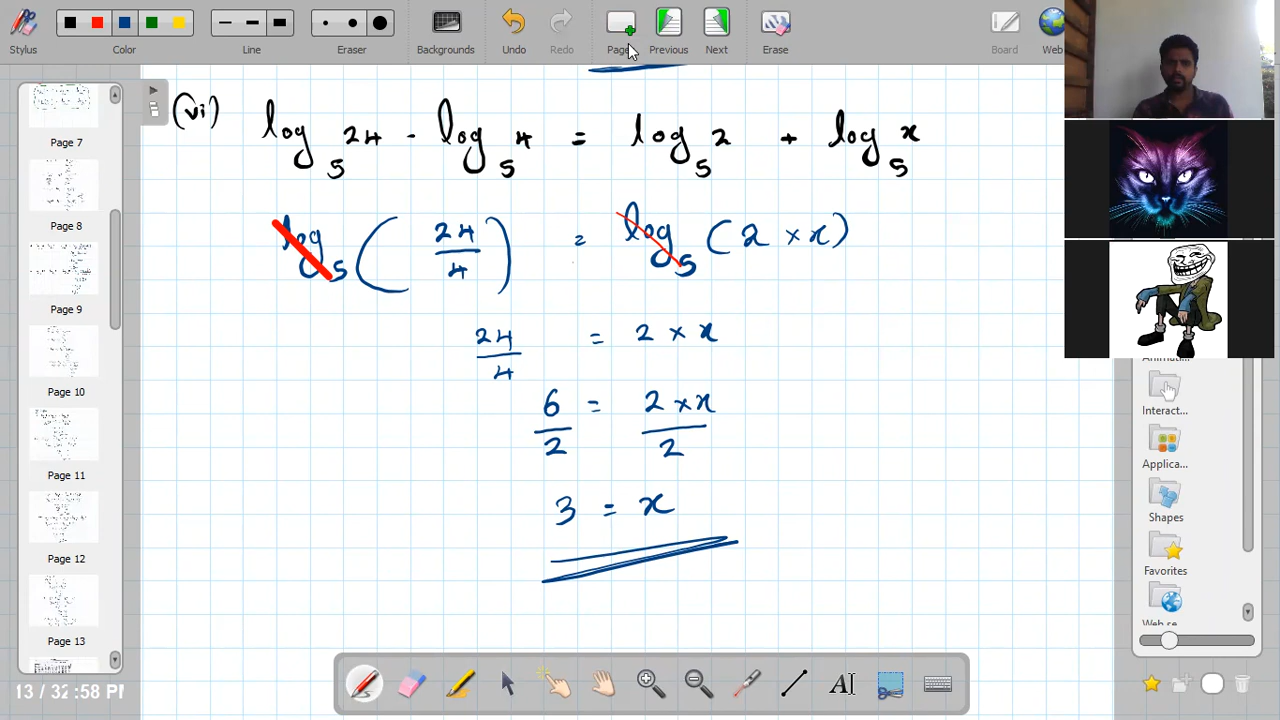 Stylus
Color
Line
Eraser
Backgrounds
Undo
Redo
Page
Previous
Next
Erase
Board
Web
(vi) log₅ 24 - log₅ 4 = log₅ 2 + log₅ x
log₅ ( 24/4 ) = log₅ ( 2 × x )
24/4 = 2 × x
6/2 = 2 × x/2
3 = x
Page 7
Page 8
Page 9
Page 10
Page 11
Page 12
Page 13
Interact...
Applica...
Shapes
Favorites
Web se